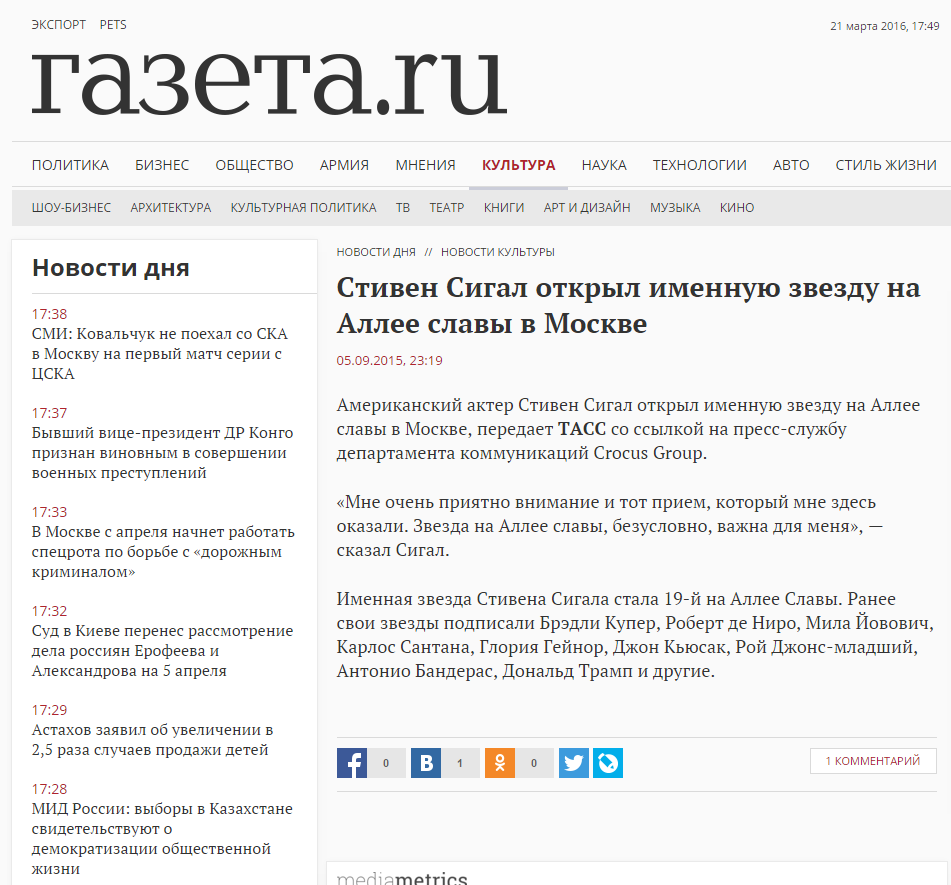 ЭКСПОРТ PETS
21 марта 2016, 17:49
газета.ru
ПОЛИТИКА БИЗНЕС ОБЩЕСТВО АРМИЯ МНЕНИЯ КУЛЬТУРА НАУКА ТЕХНОЛОГИИ АВТО СТИЛЬ ЖИЗНИ
ШОУ-БИЗНЕС АРХИТЕКТУРА КУЛЬТУРНАЯ ПОЛИТИКА ТВ ТЕАТР КНИГИ АРТ И ДИЗАЙН МУЗЫКА КИНО
Новости дня
17:38
СМИ: Ковальчук не поехал со СКА
в Москву на первый матч серии с
ЦСКА
17:37
Бывший вице-президент ДР Конго
признан виновным в совершении
военных преступлений
17:33
В Москве с апреля начнет работать
спецрота по борьбе с «дорожным
криминалом»
17:32
Суд в Киеве перенес рассмотрение
дела россиян Ерофеева и
Александрова на 5 апреля
17:29
Астахов заявил об увеличении в
2,5 раза случаев продажи детей
17:28
МИД России: выборы в Казахстане
свидетельствуют о
демократизации общественной
жизни
НОВОСТИ ДНЯ // НОВОСТИ КУЛЬТУРЫ
Стивен Сигал открыл именную звезду на
Аллее славы в Москве
05.09.2015, 23:19
Американский актер Стивен Сигал открыл именную звезду на Аллее
славы в Москве, передает ТАСС со ссылкой на пресс-службу
департамента коммуникаций Crocus Group.
«Мне очень приятно внимание и тот прием, который мне здесь
оказали. Звезда на Аллее славы, безусловно, важна для меня», —
сказал Сигал.
Именная звезда Стивена Сигала стала 19-й на Аллее Славы. Ранее
свои звезды подписали Брэдли Купер, Роберт де Ниро, Мила Йовович,
Карлос Сантана, Глория Гейнор, Джон Кьюсак, Рой Джонс-младший,
Антонио Бандерас, Дональд Трамп и другие.
f 0 B 1 0
1 КОММЕНТАРИЙ
mediametrics